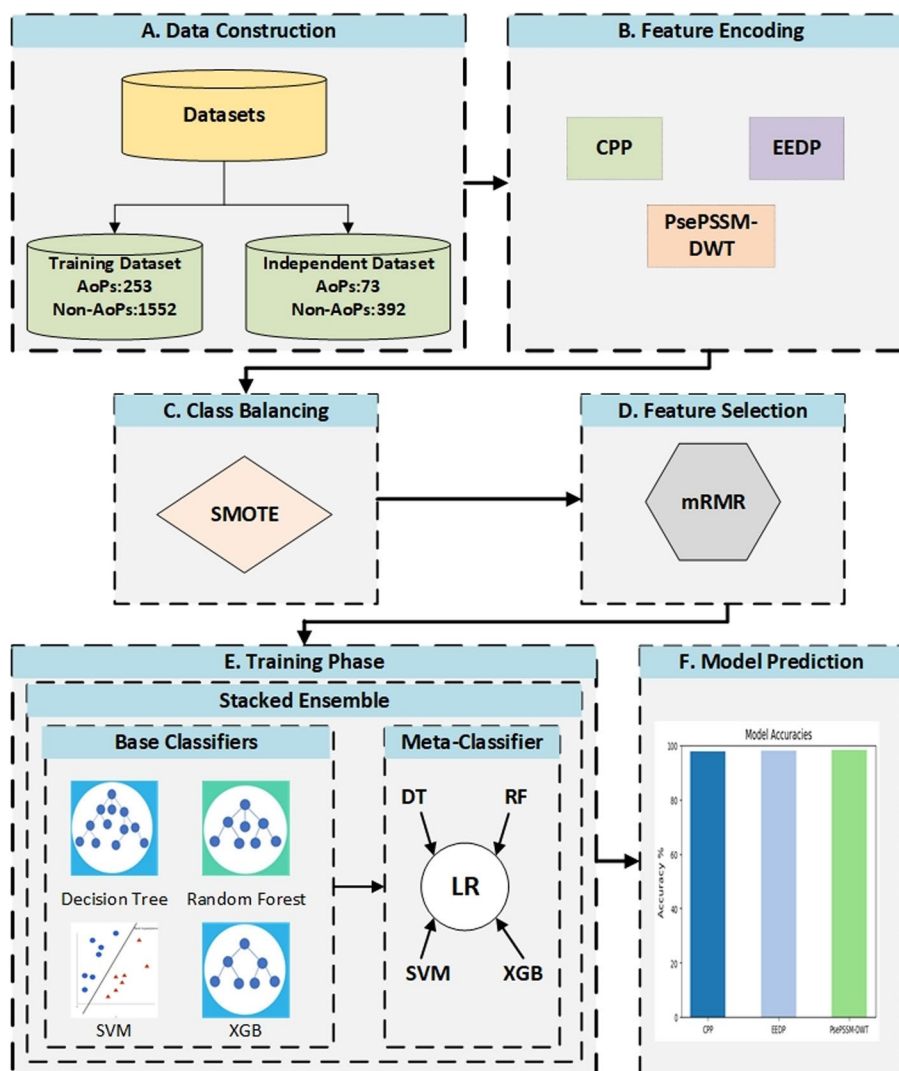 A. Data Construction
Datasets
Training Dataset
AoPs:253
Non-AoPs:1552
Independent Dataset
AoPs:73
Non-AoPs:392
B. Feature Encoding
CPP
EEDP
PsePSSM-
DWT
C. Class Balancing
SMOTE
D. Feature Selection
mRMR
E. Training Phase
Stacked Ensemble
Base Classifiers
Decision Tree
Random Forest
SVM
XGB
Meta-Classifier
DT
RF
LR
SVM
XGB
F. Model Prediction
Model Accuracies
Accuracy %
100
80
60
40
20
0
CPP
EEDP
PsePSSM-DWT